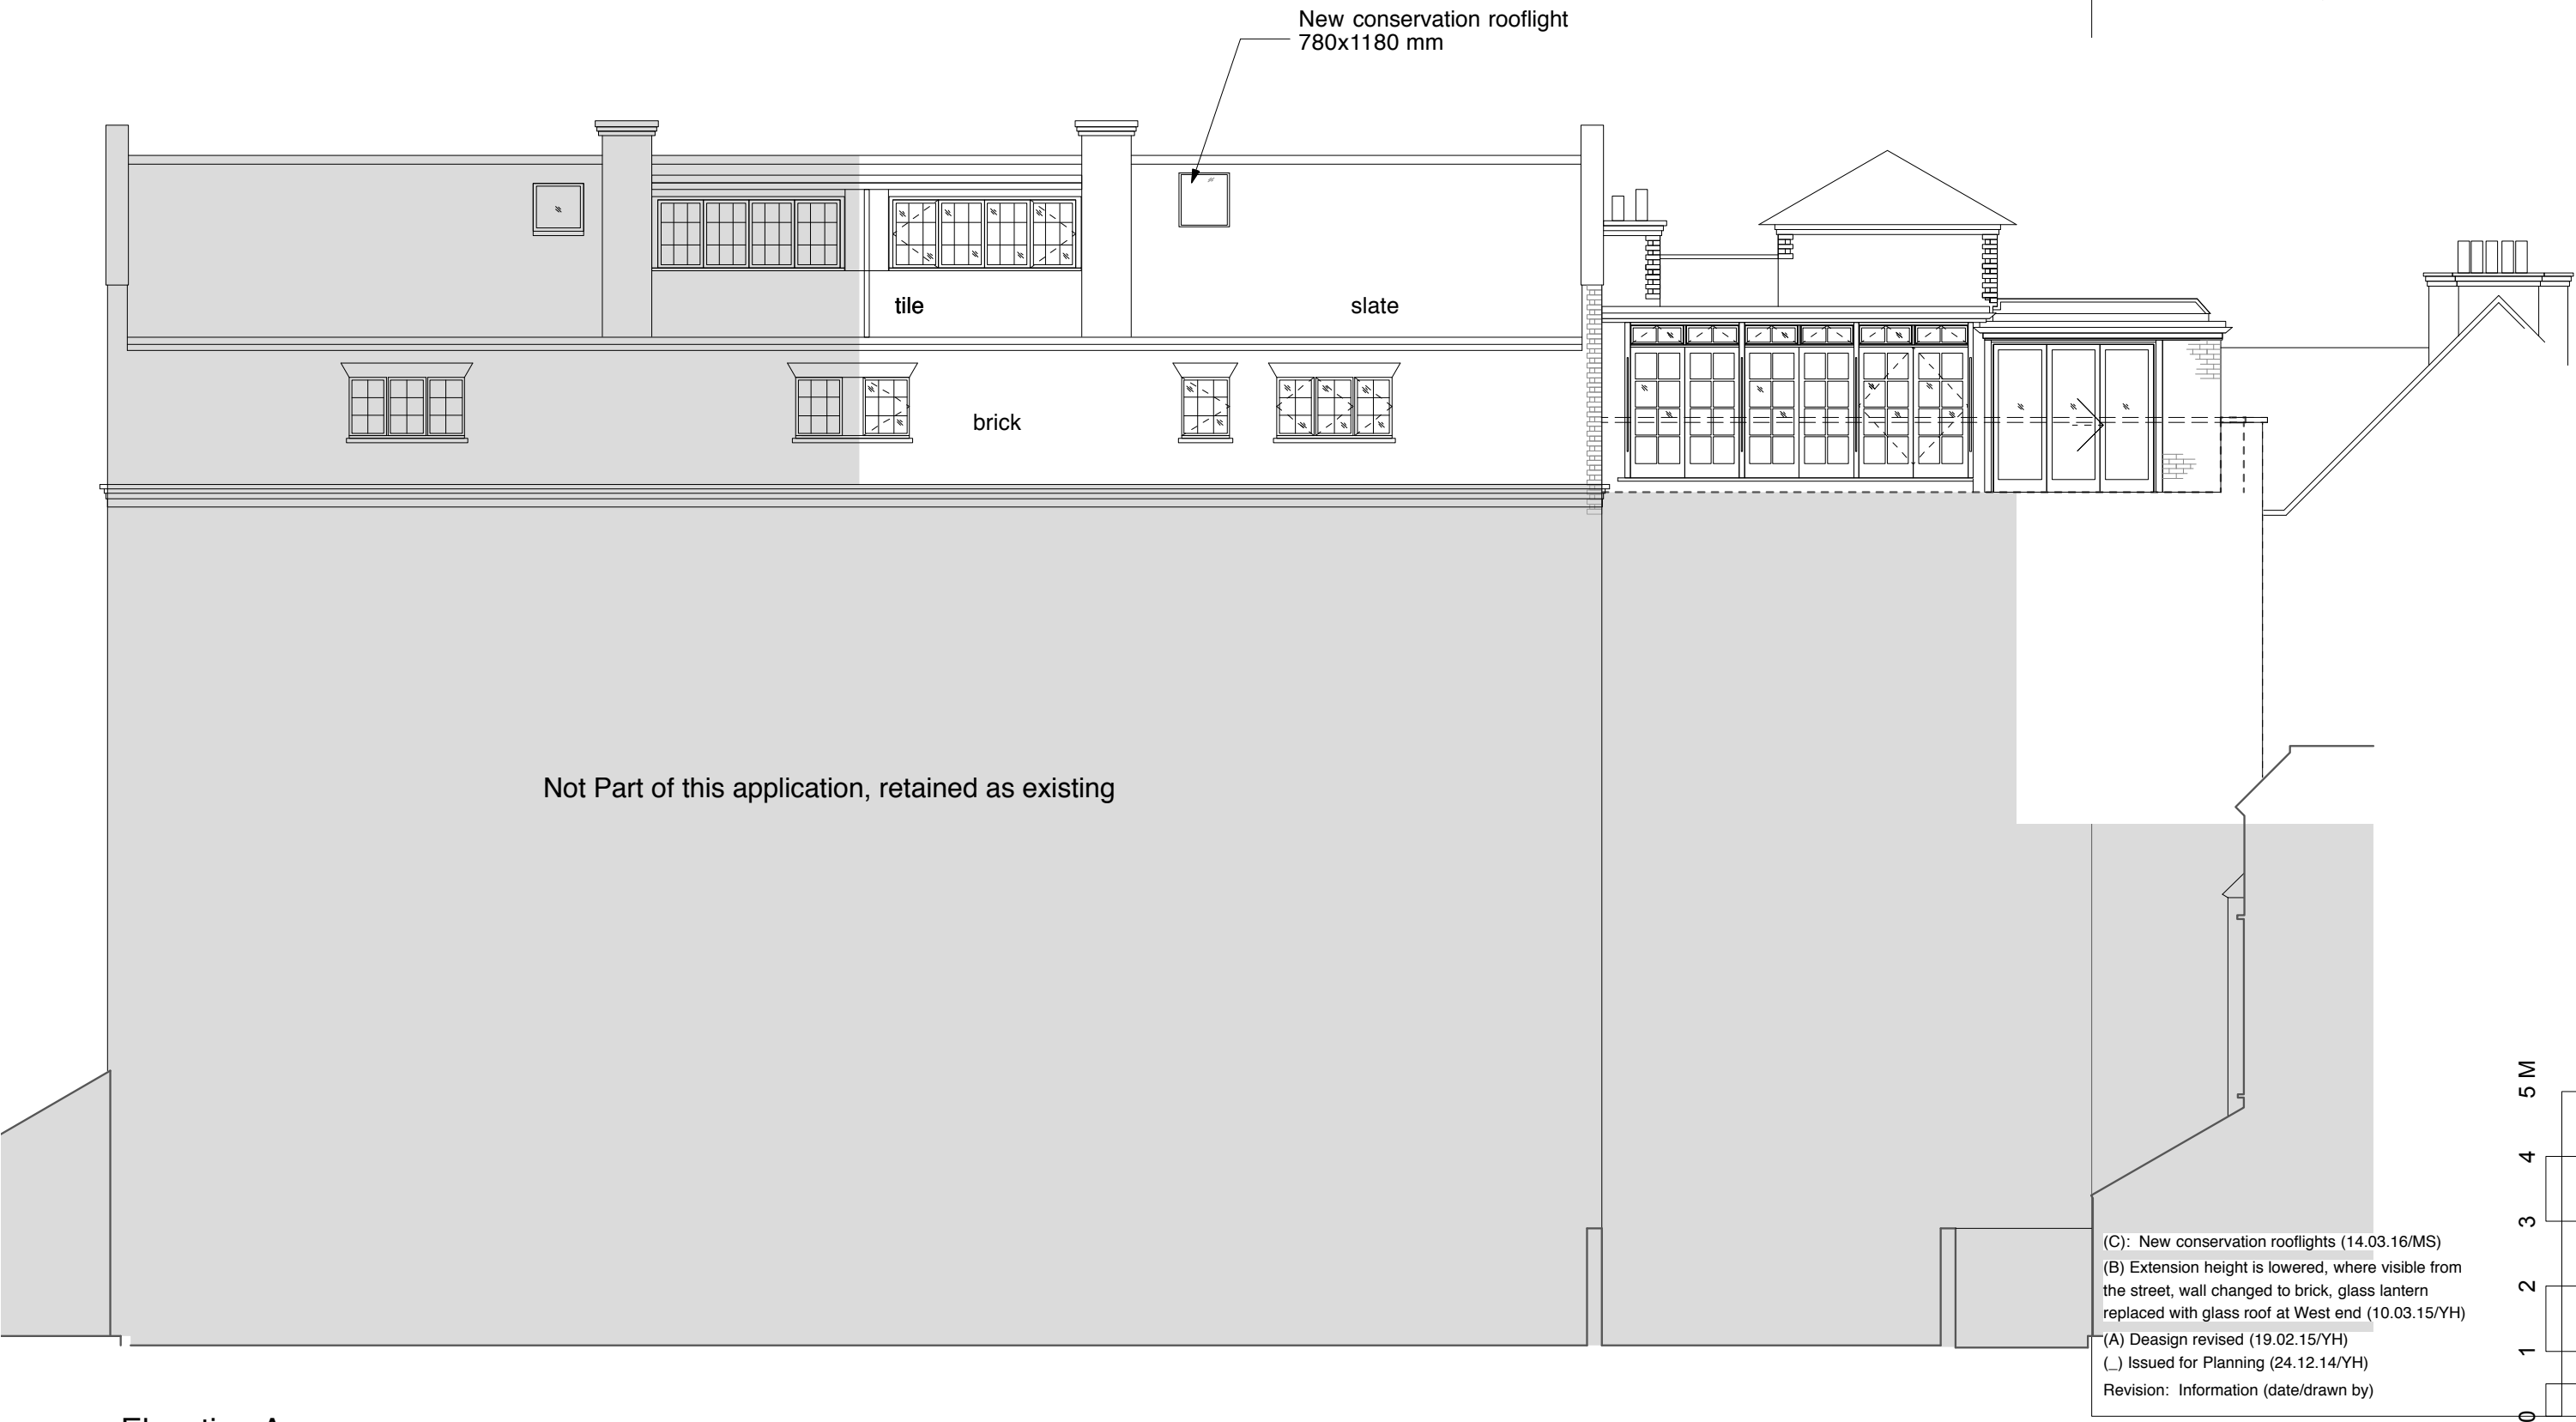 New conservation rooflight
780x1180 mm
tile
slate
brick
Not Part of this application, retained as existing
5 M
4
3
2
1
0
(C): New conservation rooflights (14.03.16/MS)
(B) Extension height is lowered, where visible from
the street, wall changed to brick, glass lantern
replaced with glass roof at West end (10.03.15/YH)
(A) Deasign revised (19.02.15/YH)
(_) Issued for Planning (24.12.14/YH)
Revision: Information (date/drawn by)
Elevation A